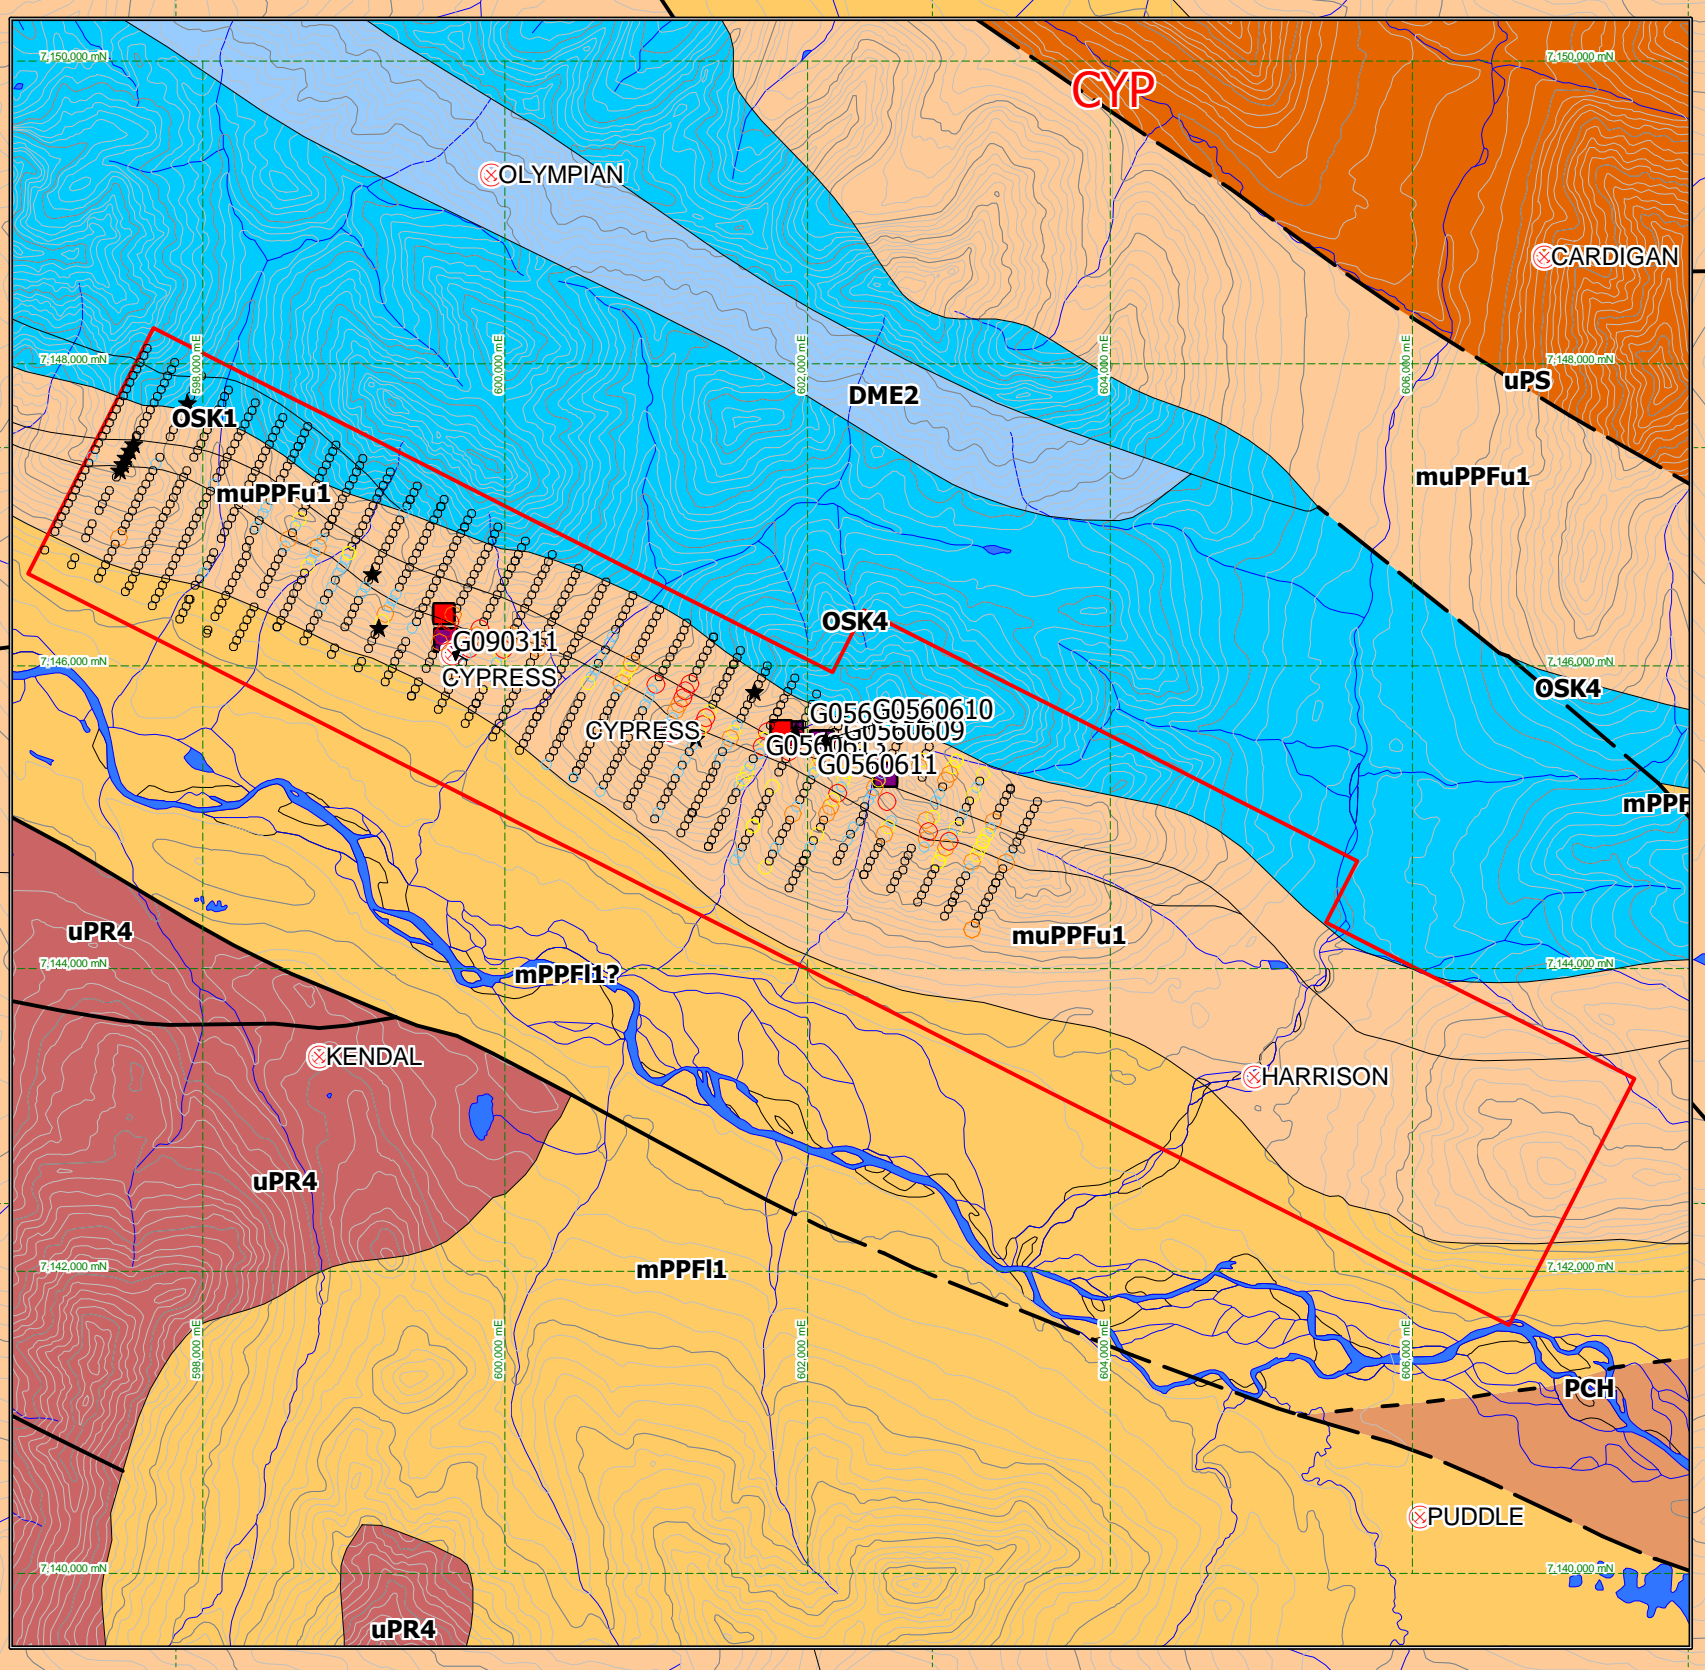 7,150,000 mN
7,150,000 mN
CYP
OLYMPIAN
CARDIGAN
598,000 mE
600,000 mE
602,000 mE
604,000 mE
606,000 mE
7,148,000 mN
7,148,000 mN
uPS
DME2
OSK1
muPPFu1
muPPFu1
OSK4
G090311
7,146,000 mN
7,146,000 mN
CYPRESS
OSK4
G0560610
CYPRESS
G0560609
G0560611
mPPF
uPR4
muPPFu1
7,144,000 mN
7,144,000 mN
mPPFl1?
KENDAL
HARRISON
uPR4
7,142,000 mN
7,142,000 mN
mPPFl1
598,000 mE
600,000 mE
602,000 mE
604,000 mE
606,000 mE
PCH
PUDDLE
7,140,000 mN
7,140,000 mN
uPR4